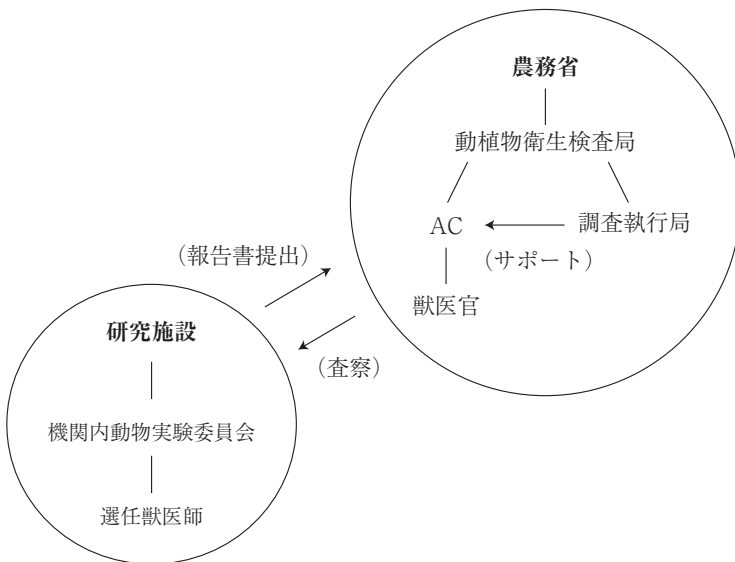 農務省
動植物衛生検査局
AC
調査執行局
（サポート）
獣医官
（報告書提出）
（査察）
研究施設
機関内動物実験委員会
選任獣医師